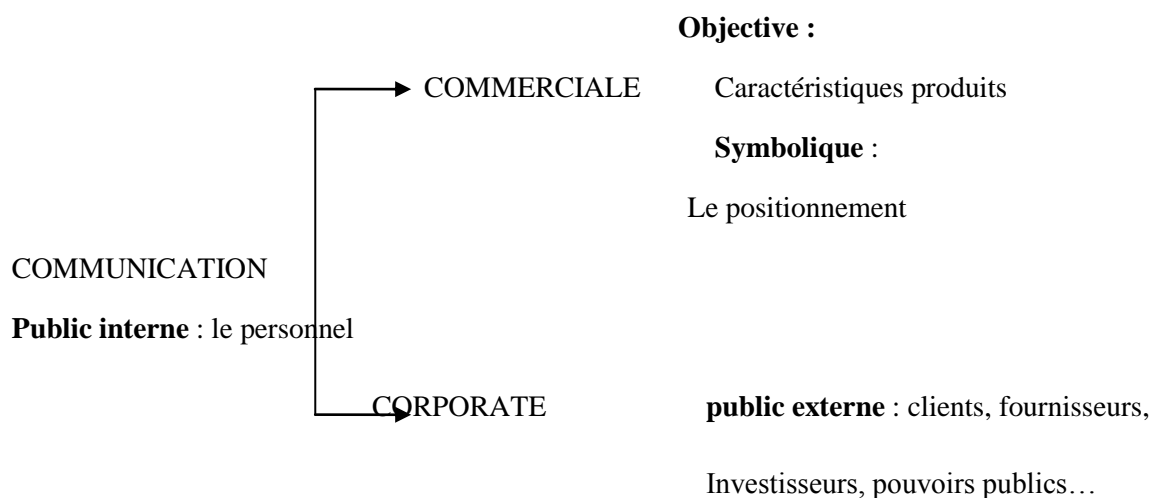 Objective :
COMMERCIALE Caractéristiques produits
Symbolique :
Le positionnement
COMMUNICATION
Public interne : le personnel
CORPORATE public externe : clients, fournisseurs,
Investisseurs, pouvoirs publics…